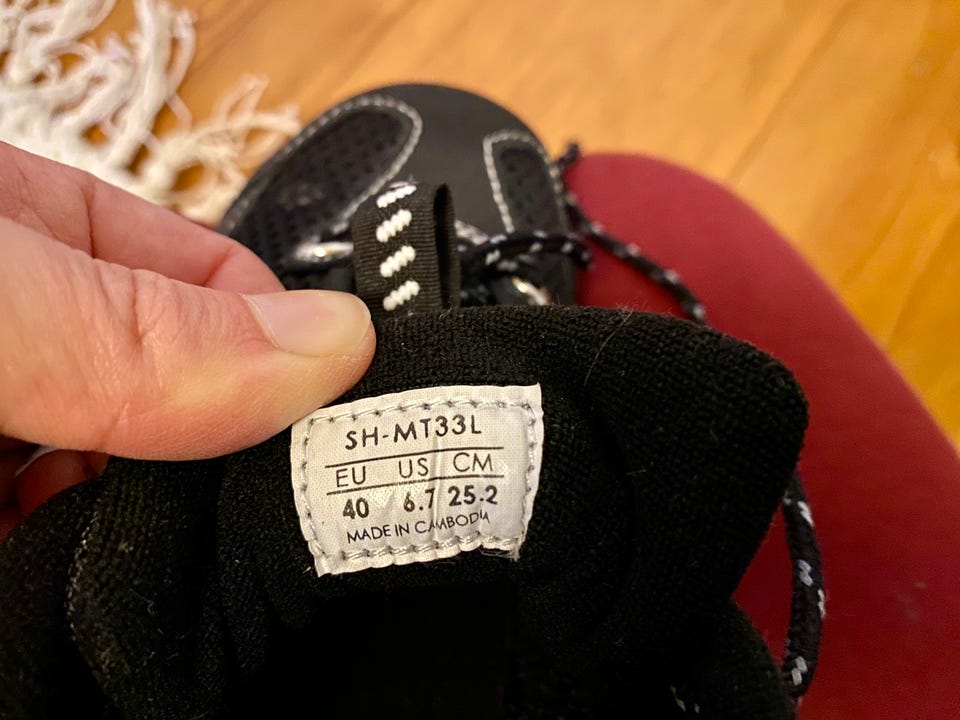 SH-MT33L
EU US CM
40 6.7 25.2
MADE IN CAMBODIA